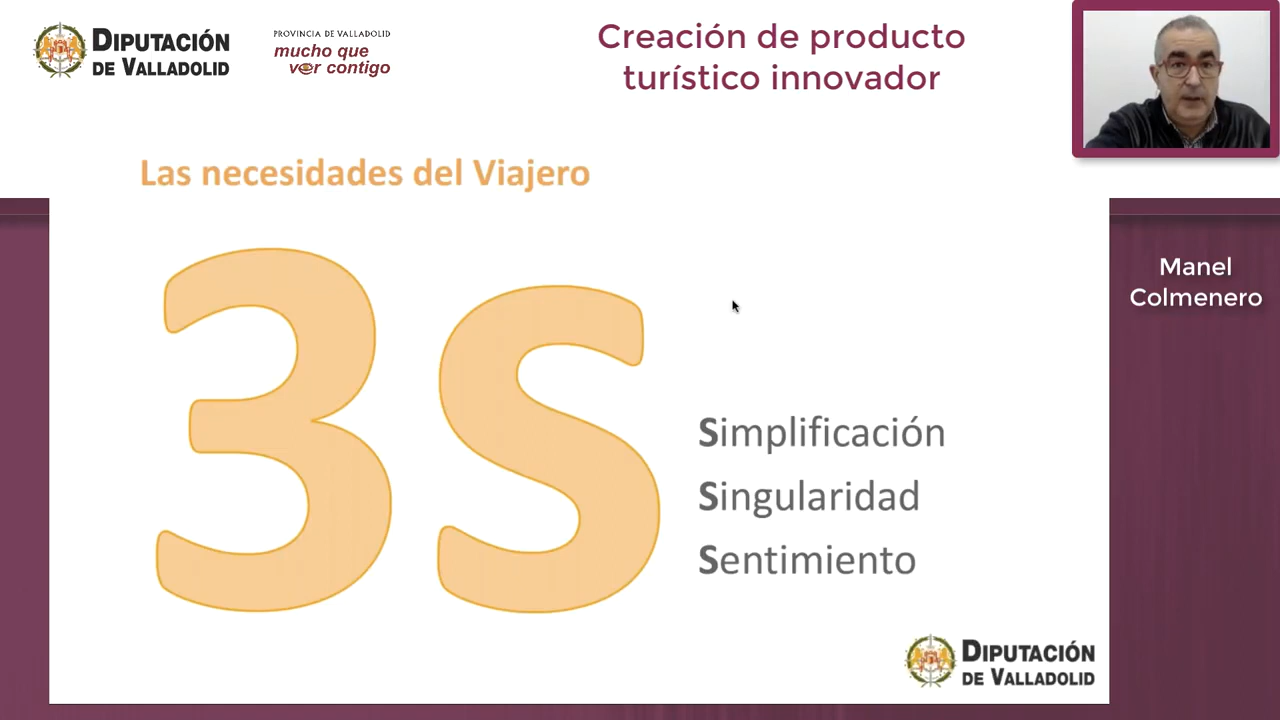 DIPUTACIÓN
DE VALLADOLID
PROVINCIA DE VALLADOLID
mucho que
ver contigo
Creación de producto
turístico innovador
Las necesidades del Viajero
3s
Manel
Colmenero
Simplificación
Singularidad
Sentimiento
DIPUTACIÓN
DE VALLADOLID